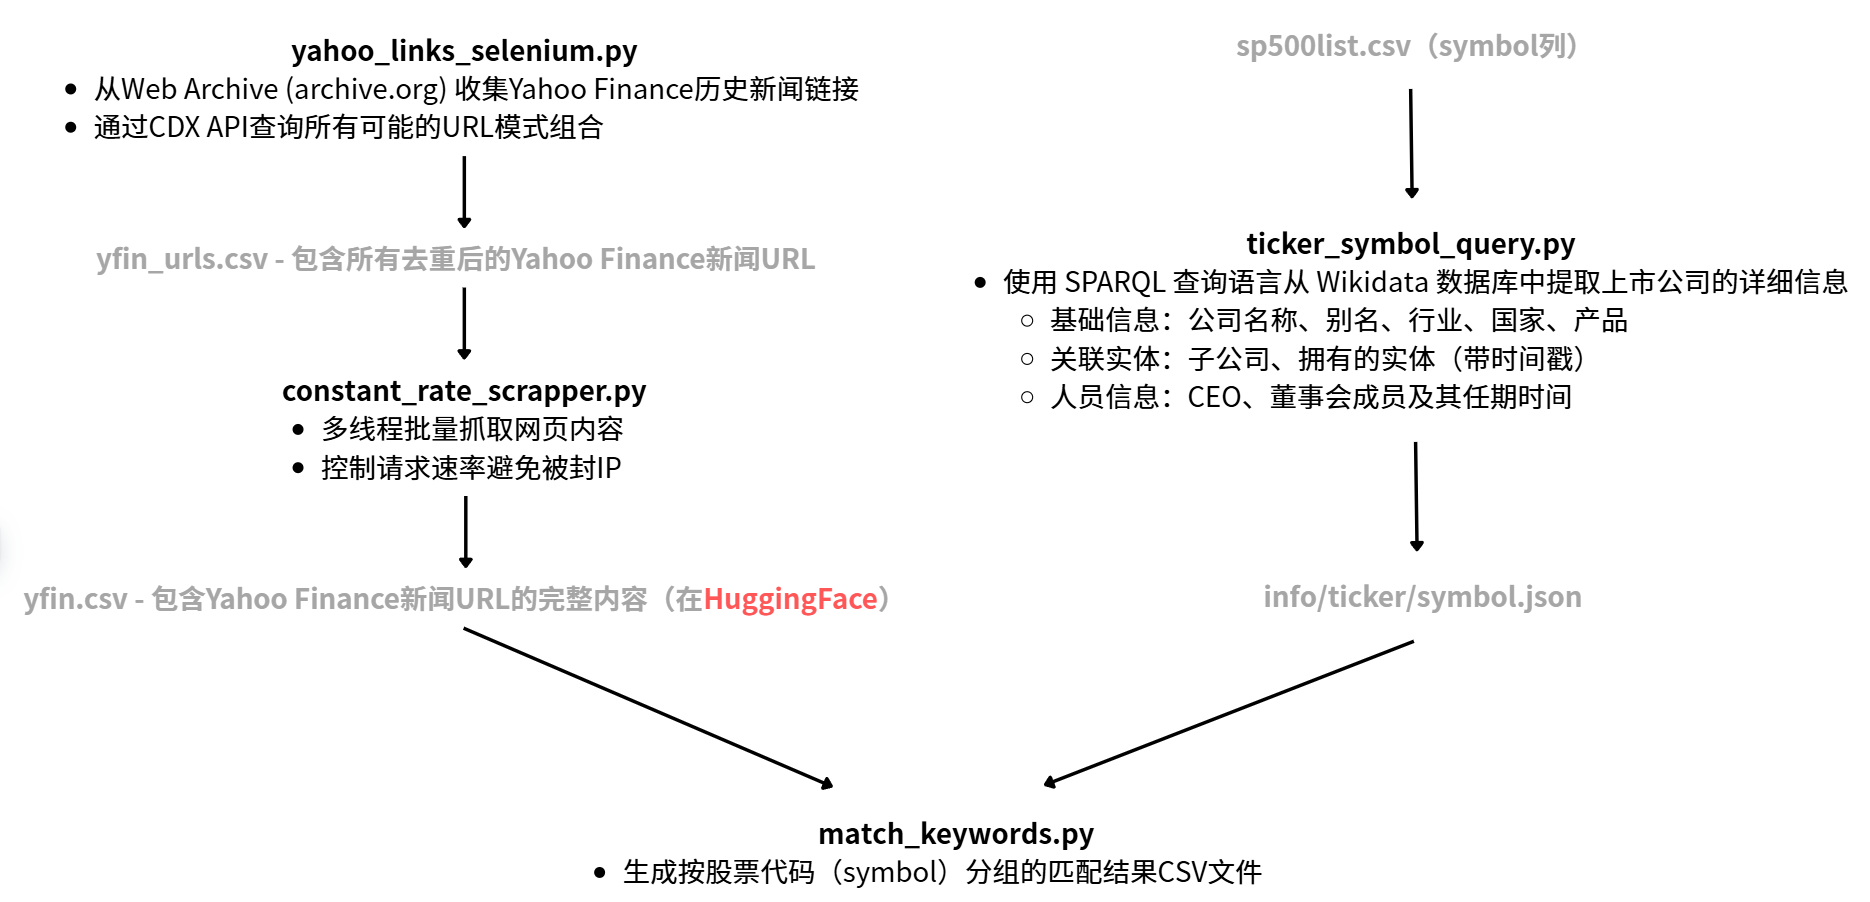 yahoo_links_selenium.py
从Web Archive (archive.org) 收集Yahoo Finance历史新闻链接
通过CDX API查询所有可能的URL模式组合
yfin_urls.csv - 包含所有去重后的Yahoo Finance新闻URL
constant_rate_scrapper.py
多线程批量抓取网页内容
控制请求速率避免被封IP
yfin.csv - 包含Yahoo Finance新闻URL的完整内容（在HuggingFace）
sp500list.csv（symbol列）
ticker_symbol_query.py
使用 SPARQL 查询语言从 Wikidata 数据库中提取上市公司的详细信息
基础信息：公司名称、别名、行业、国家、产品
关联实体：子公司、拥有的实体（带时间戳）
人员信息：CEO、董事会成员及其任期时间
info/ticker/symbol.json
match_keywords.py
生成按股票代码（symbol）分组的匹配结果CSV文件